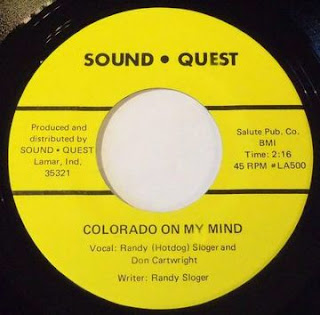 SOUND • QUEST
Produced and
distributed by
SOUND • QUEST
Lamar, Ind.
35321
Salute Pub. Co.
BMI
Time: 2:16
45 RPM #LA500
COLORADO ON MY MIND
Vocal: Randy (Hotdog) Sloger and
Don Cartwright
Writer: Randy Sloger